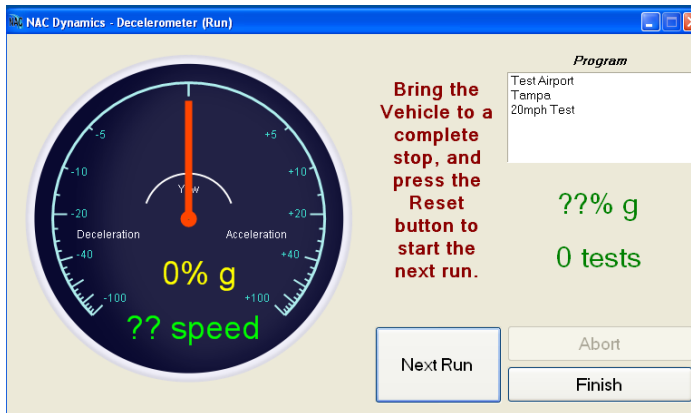 NAC Dynamics - Decelerometer (Run)
-5
+5
-10
+10
Yaw
-20
+20
Deceleration
Acceleration
-40
+40
0% g
-100
+100
?? speed
Bring the
Vehicle to a
complete
stop, and
press the
Reset
button to
start the
next run.
Program
Test Airport
Tampa
20mph Test
??% g
0 tests
Next Run
Abort
Finish